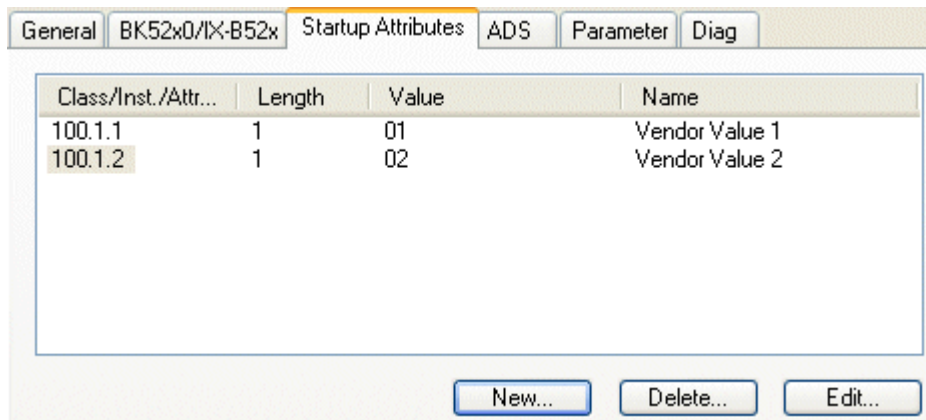 General BK52x0/IX-B52x Startup Attributes ADS Parameter Diag
Class/Inst./Attr... Length Value Name
100.1.1 1 01 Vendor Value 1
100.1.2 1 02 Vendor Value 2
New... Delete... Edit...